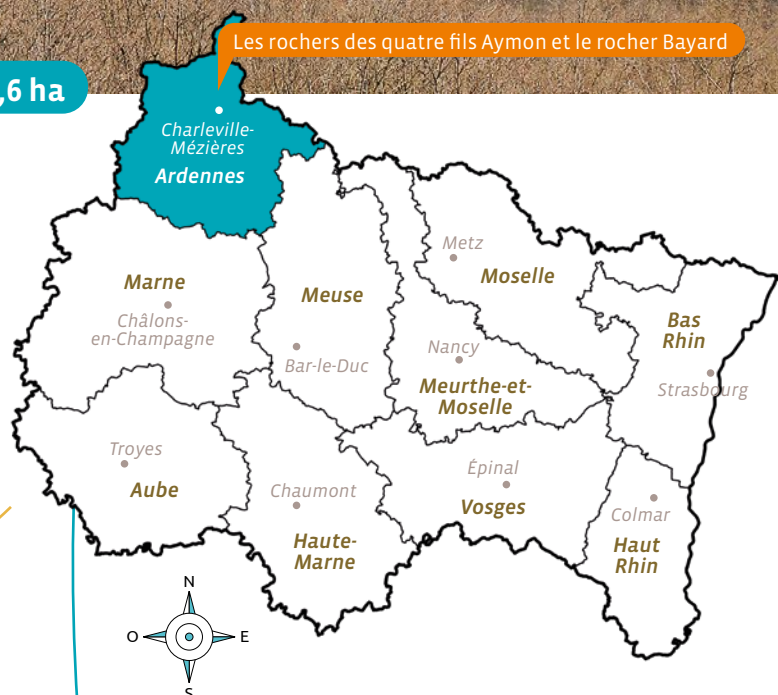 Les rochers des quatre fils Aymon et le rocher Bayard
,6 ha
Charleville-
Mézières
Ardennes
Metz
Moselle
Marne
Châlons-
en-Champagne
Meuse
Bar-le-Duc
Nancy
Meurthe-et-
Moselle
Bas
Rhin
Strasbourg
Troyes
Aube
Chaumont
Haute-
Marne
Épinal
Vosges
Colmar
Haut
Rhin
N
O
E
S